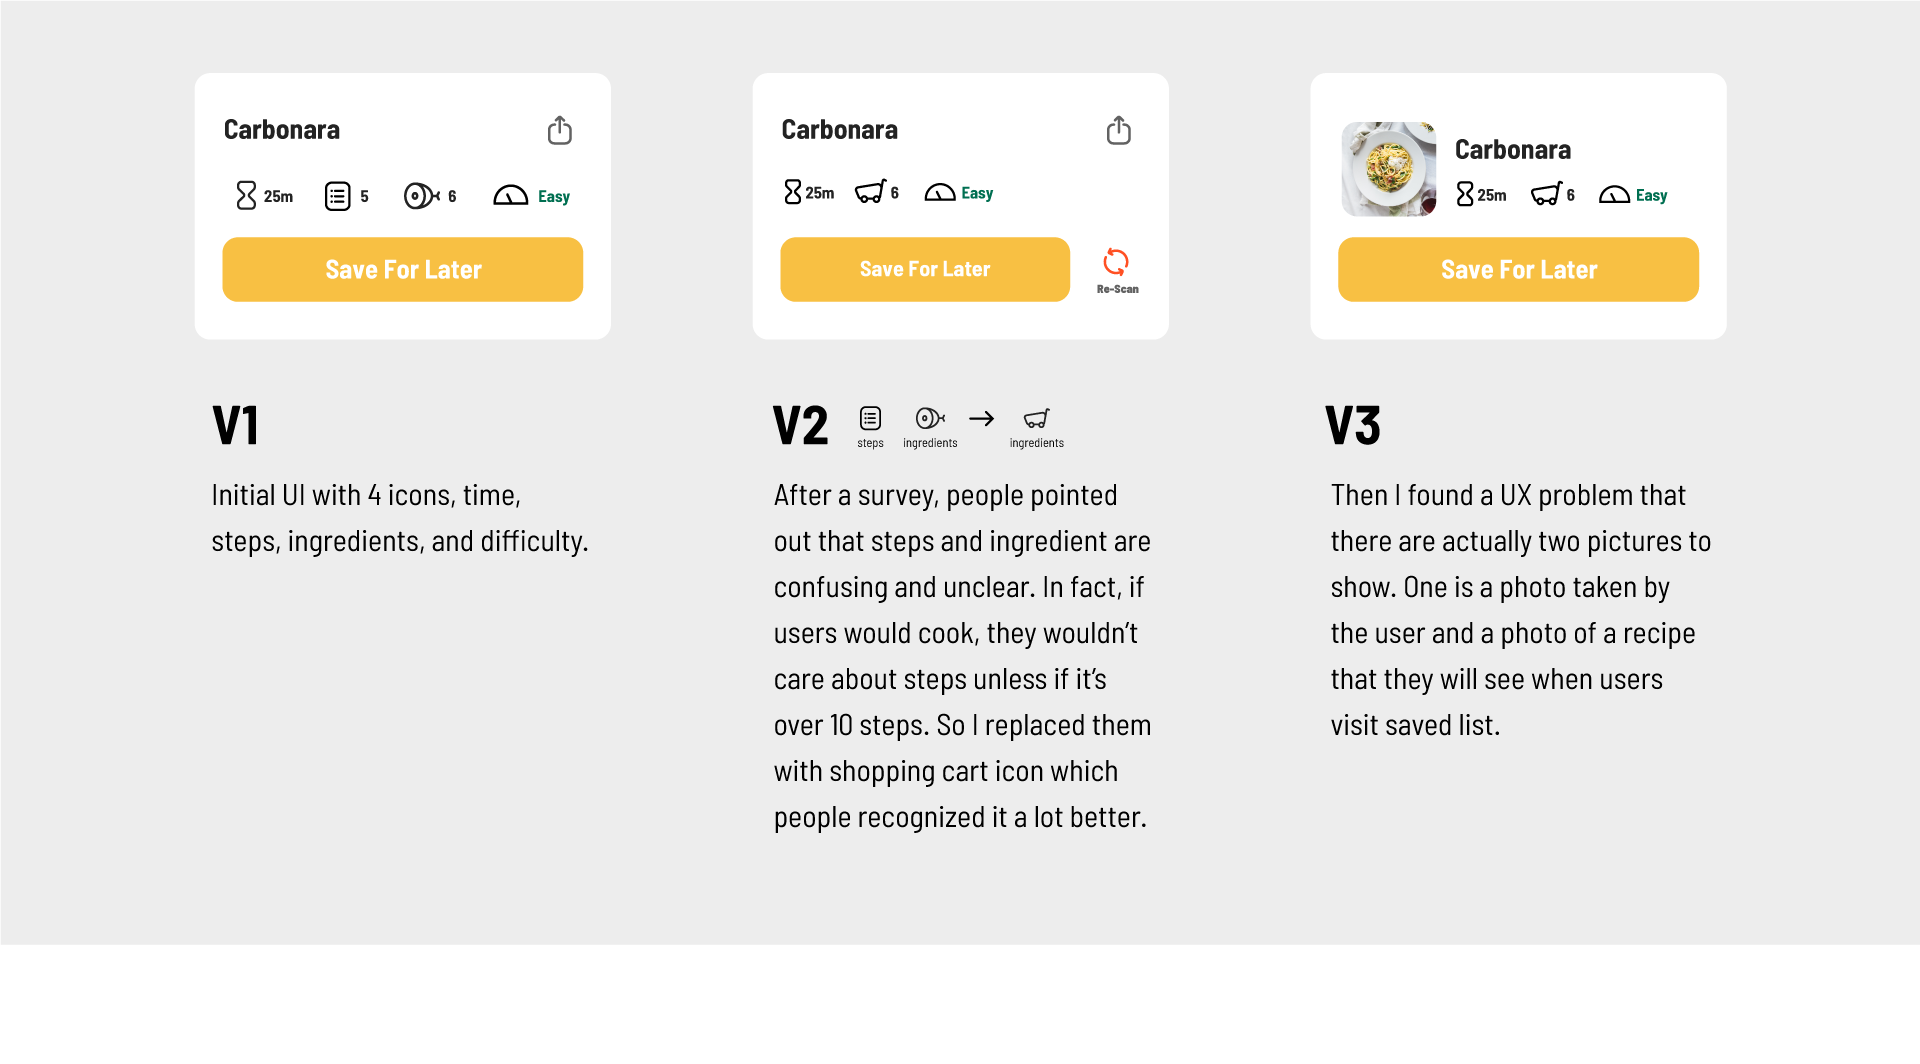 Carbonara
25m 5 6 Easy
Save For Later
V1
Initial UI with 4 icons, time,
steps, ingredients, and difficulty.
Carbonara
25m 6 Easy
Save For Later
Re-Scan
V2
steps ingredients → ingredients
After a survey, people pointed
out that steps and ingredient are
confusing and unclear. In fact, if
users would cook, they wouldn’t
care about steps unless if it’s
over 10 steps. So I replaced them
with shopping cart icon which
people recognized it a lot better.
Carbonara
25m 6 Easy
Save For Later
V3
Then I found a UX problem that
there are actually two pictures to
show. One is a photo taken by
the user and a photo of a recipe
that they will see when users
visit saved list.